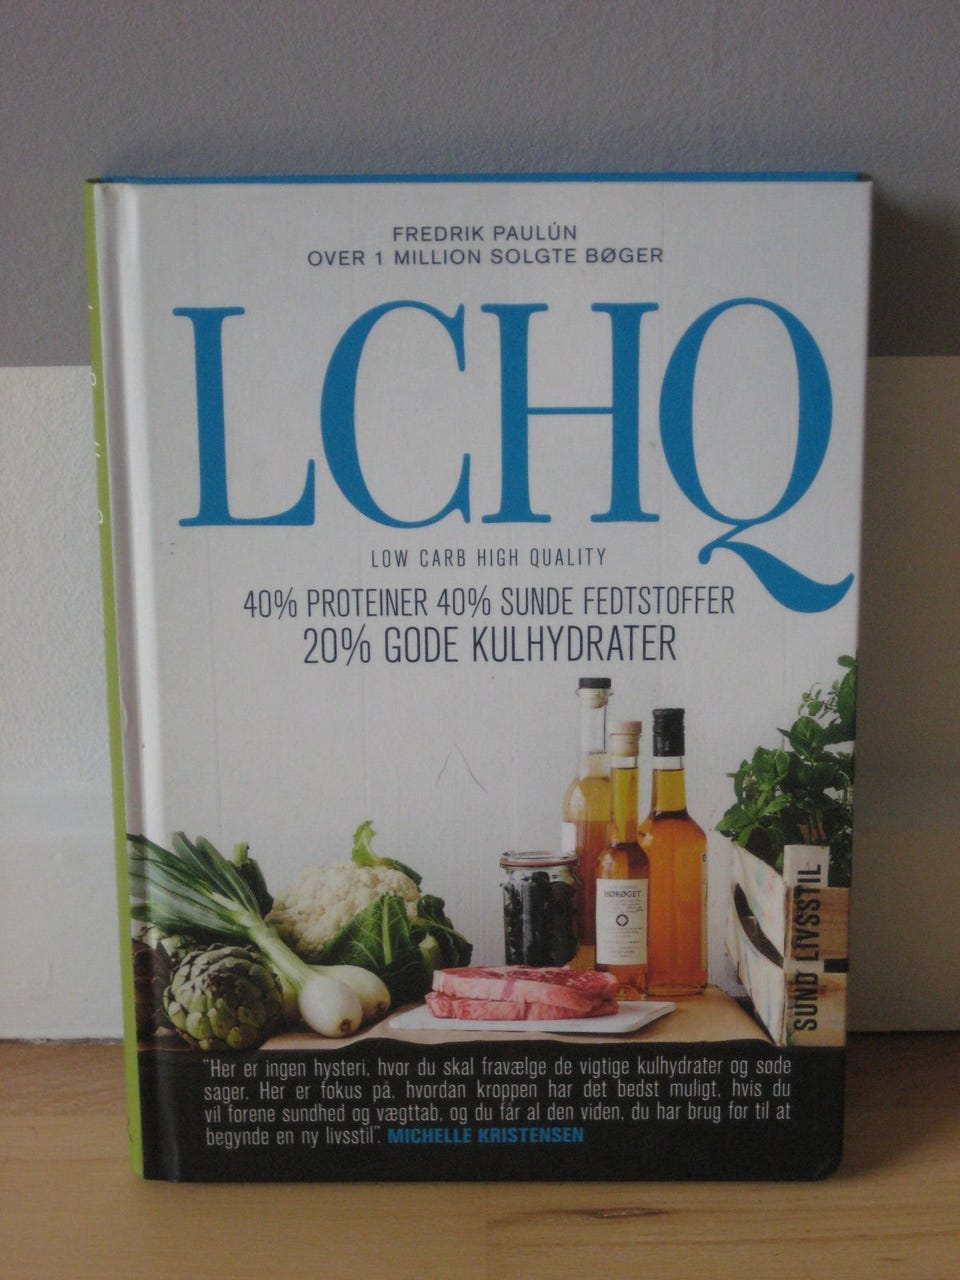 FREDRIK PAULÚN
OVER 1 MILLION SOLGTE BØGER
LCHQ
LOW CARB HIGH QUALITY
40% PROTEINER 40% SUNDE FEDTSTOFFER
20% GODE KULHYDRATER
HØRØGET
SUND LIVSSTIL
"Her er ingen hysteri, hvor du skal fravælge de vigtige kulhydrater og søde
sager. Her er fokus på, hvordan kroppen har det bedst muligt, hvis du
vil forene sundhed og vægttab, og du får al den viden, du har brug for til at
begynde en ny livsstil". MICHELLE KRISTENSEN